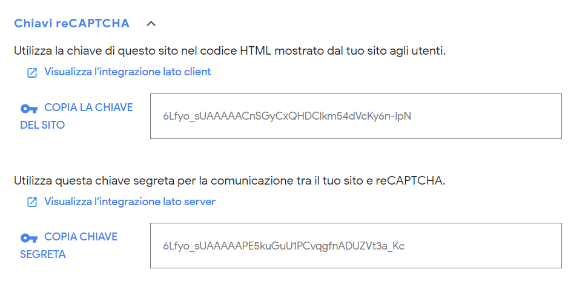 Chiavi reCAPTCHA
Utilizza la chiave di questo sito nel codice HTML mostrato dal tuo sito agli utenti.
Visualizza l'integrazione lato client
COPIA LA CHIAVE
DEL SITO
6Lfyo_sUAAAAACnSGyCxQHDClkm54dVcKy6n-IpN
Utilizza questa chiave segreta per la comunicazione tra il tuo sito e reCAPTCHA.
Visualizza l'integrazione lato server
COPIA CHIAVE
SEGRETA
6Lfyo_sUAAAAAPE5kuGuU1PCvqgfnADUZVt3a_Kc